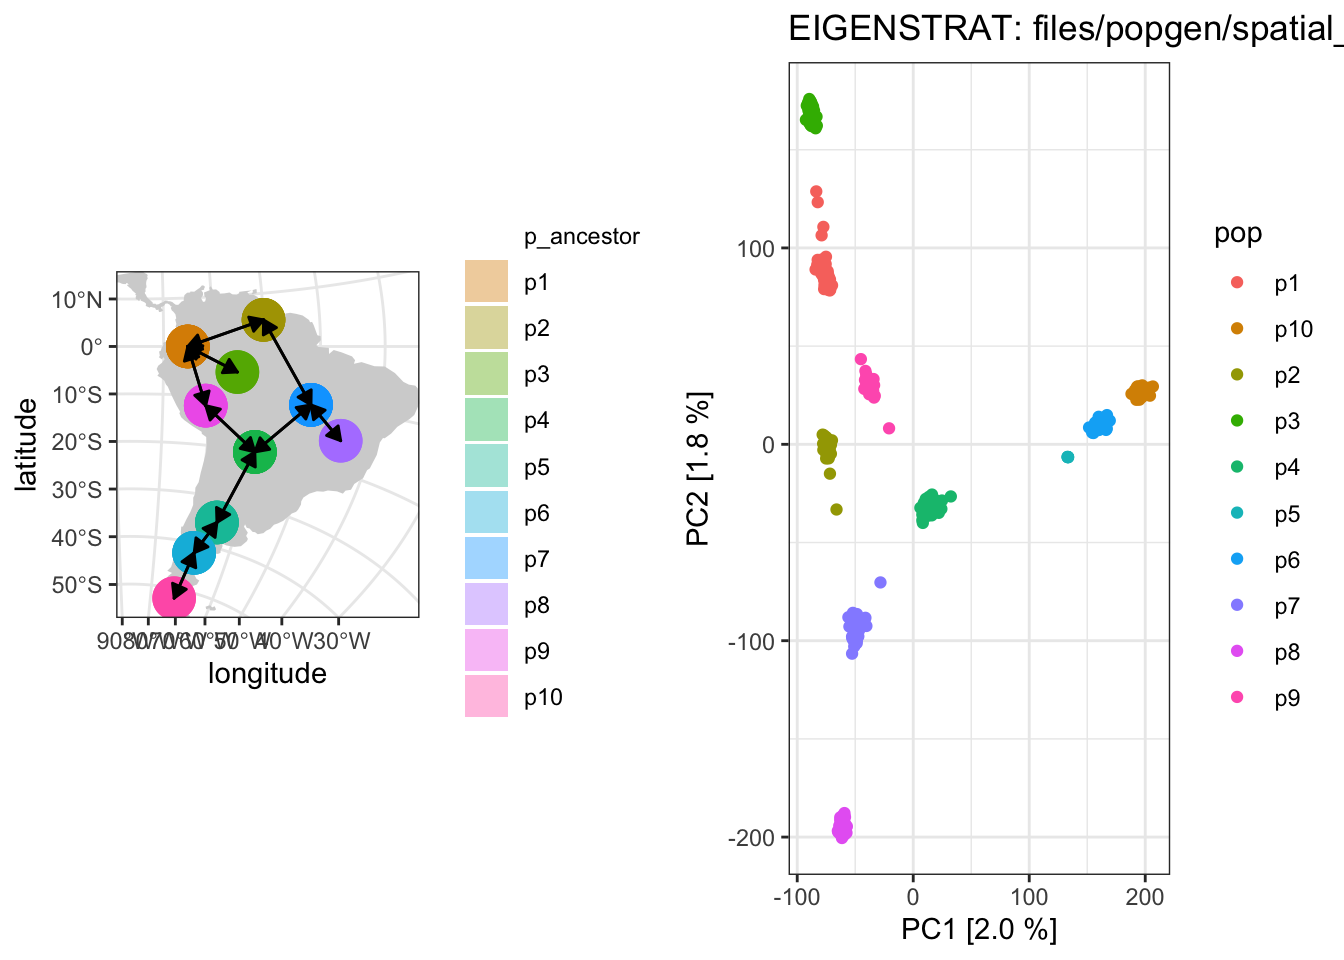 EIGENSTRAT: files/popgen/spatial_
p_ancestor
p1
p2
p3
p4
p5
p6
p7
p8
p9
p10
10°N
0°
10°S
20°S
30°S
40°S
50°S
latitude
40°W
30°W
longitude
100
0
-100
-200
PC2 [1.8 %]
-100
0
100
200
PC1 [2.0 %]
pop
p1
p10
p2
p3
p4
p5
p6
p7
p8
p9